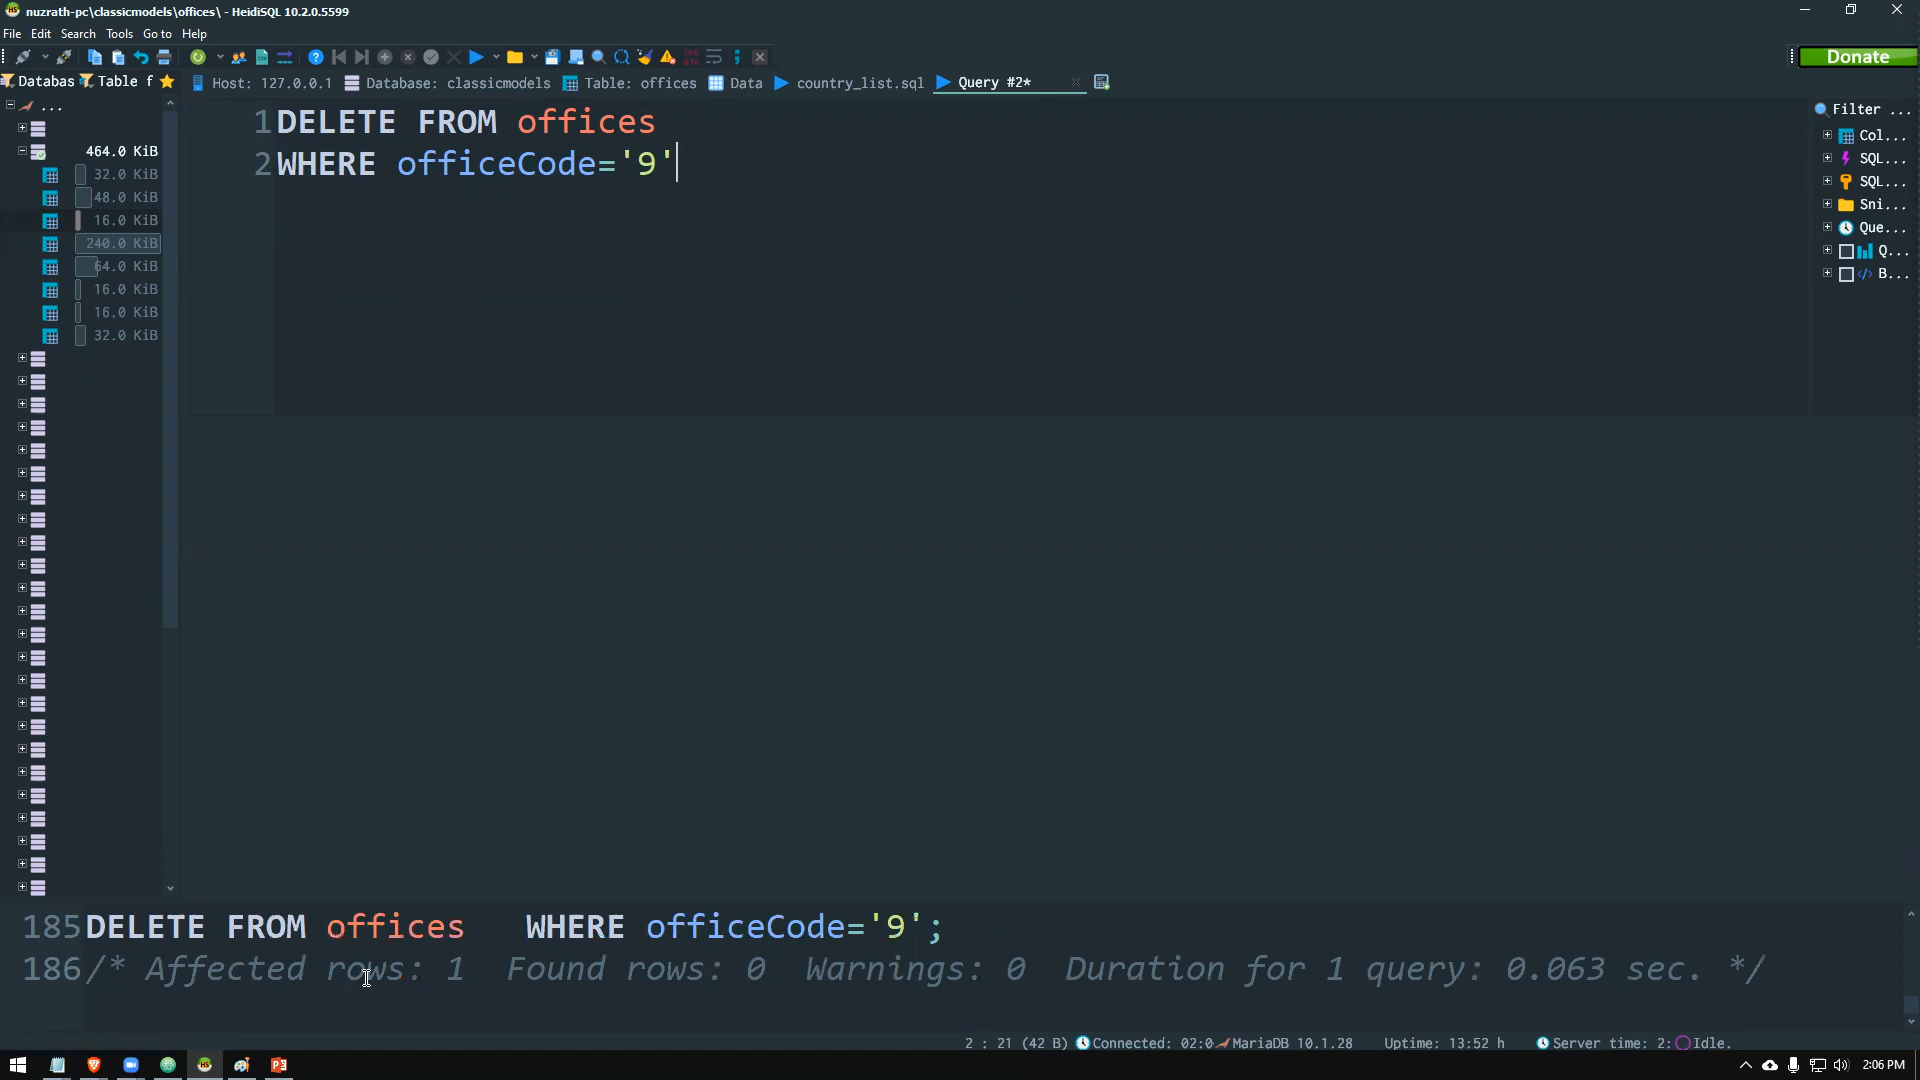 nuzrath-pc\classicmodels\offices\ - HeidiSQL 10.2.0.5599
File Edit Search Tools Go to Help
Donate
Databas Table f Host: 127.0.0.1 Database: classicmodels Table: offices Data country_list.sql Query #2*
...
464.0 KiB
32.0 KiB
48.0 KiB
16.0 KiB
240.0 KiB
64.0 KiB
16.0 KiB
16.0 KiB
32.0 KiB
1 DELETE FROM offices
2 WHERE officeCode='9'
Filter ...
Col...
SQL...
SQL...
Sni...
Que...
Q...
B...
185 DELETE FROM offices WHERE officeCode='9';
186 /* Affected rows: 1 Found rows: 0 Warnings: 0 Duration for 1 query: 0.063 sec. */
2 : 21 (42 B) Connected: 02:0 MariaDB 10.1.28 Uptime: 13:52 h Server time: 2: Idle.
2:06 PM